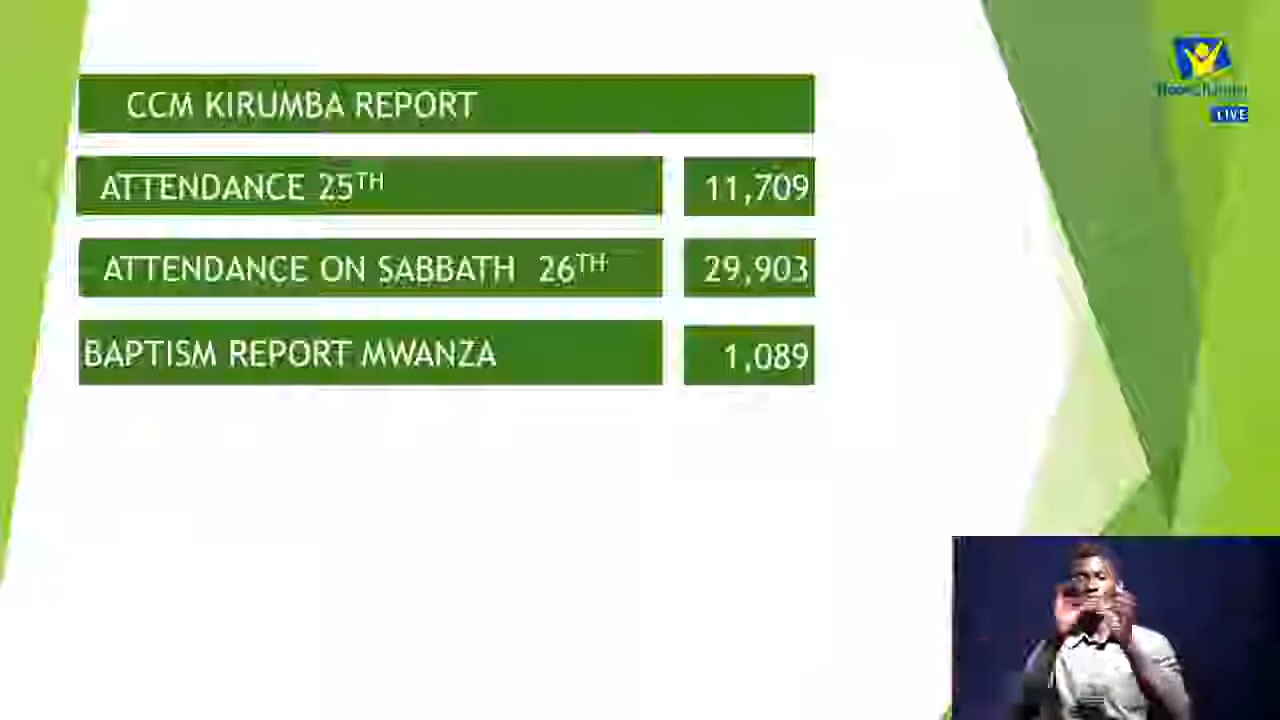 CCM KIRUMBA REPORT
ATTENDANCE 25TH 11,709
ATTENDANCE ON SABBATH 26TH 29,903
BAPTISM REPORT MWANZA 1,089
LIVE